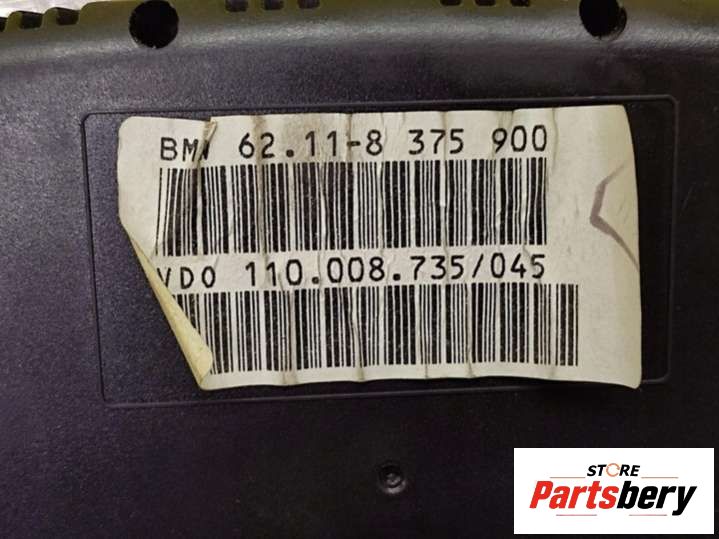 BMW 62.11-8 375 900
VDO 110.008.735/045
STORE
Partsbery